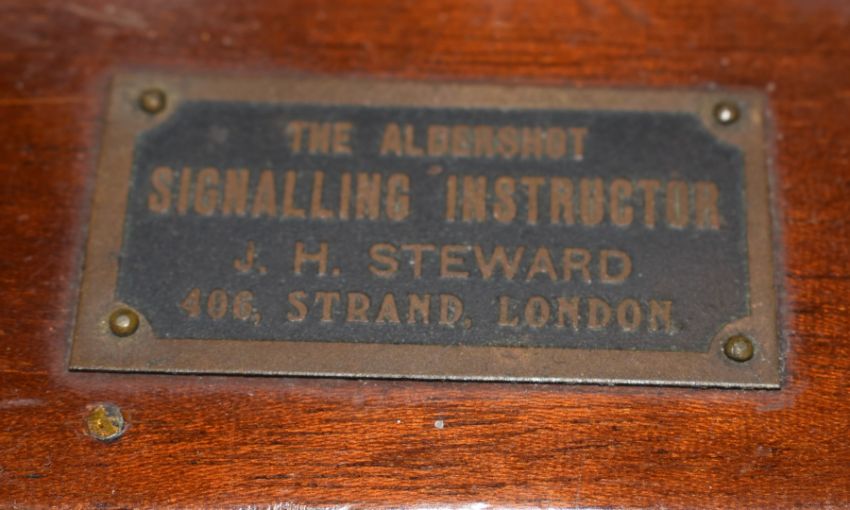 THE ALDERSHOT
SIGNALLING INSTRUCTOR
J. H. STEWARD
406, STRAND, LONDON